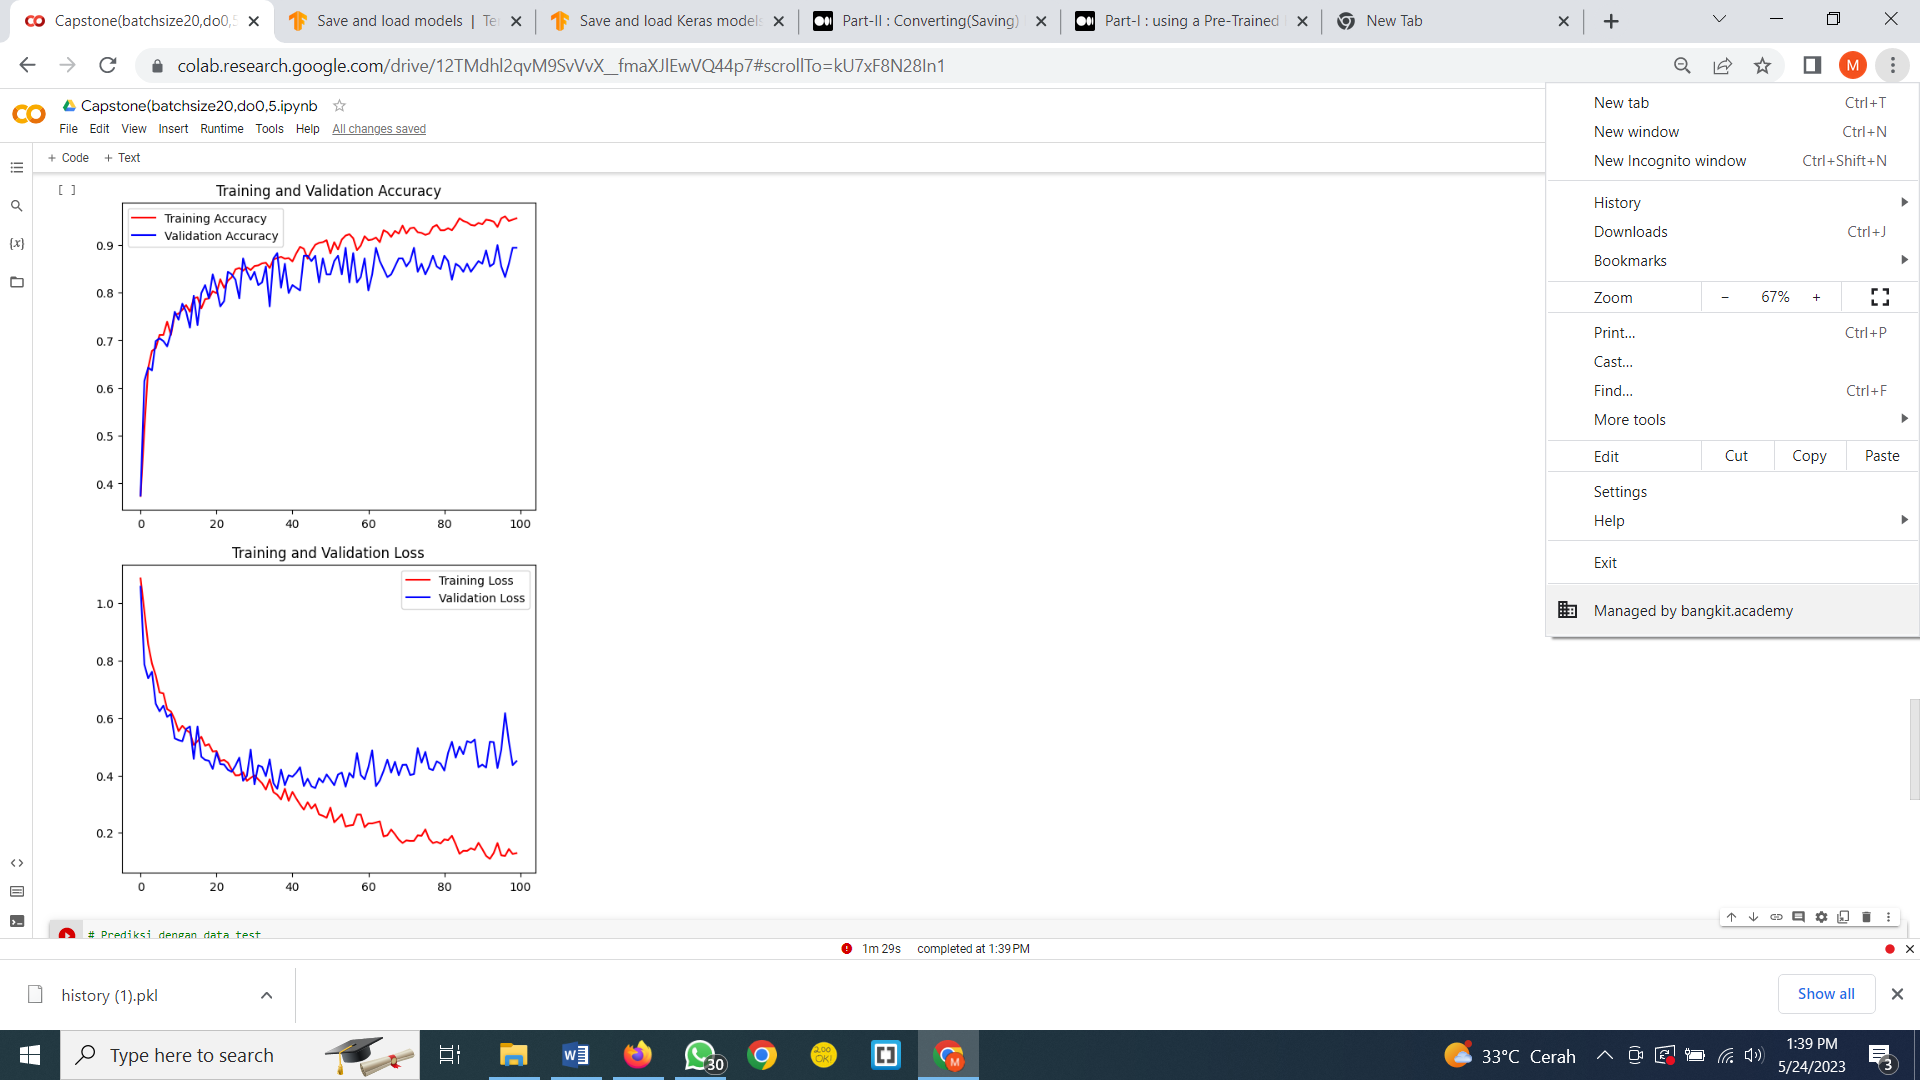 Capstone(batchsize20,do0,5
Save and load models | Te
Save and load Keras models
Part-II : Converting(Saving)
Part-I : using a Pre-Trained
New Tab
colab.research.google.com/drive/12TMdhl2qvM9SvVvX__fmaXJlEwVQ44p7#scrollTo=kU7xF8N28In1
M
Capstone(batchsize20,do0,5.ipynb
File Edit View Insert Runtime Tools Help All changes saved
+ Code + Text
[ ]
Training and Validation Accuracy
Training Accuracy
Validation Accuracy
0.9
0.8
0.7
0.6
0.5
0.4
0 20 40 60 80 100
Training and Validation Loss
Training Loss
Validation Loss
1.0
0.8
0.6
0.4
0.2
0 20 40 60 80 100
# Prediksi dengan data test
1m 29s completed at 1:39 PM
New tab Ctrl+T
New window Ctrl+N
New Incognito window Ctrl+Shift+N
History
Downloads Ctrl+J
Bookmarks
Zoom - 67% +
Print... Ctrl+P
Cast...
Find... Ctrl+F
More tools
Edit Cut Copy Paste
Settings
Help
Exit
Managed by bangkit.academy
history (1).pkl
Show all
Type here to search
30
33°C Cerah
1:39 PM
5/24/2023
3